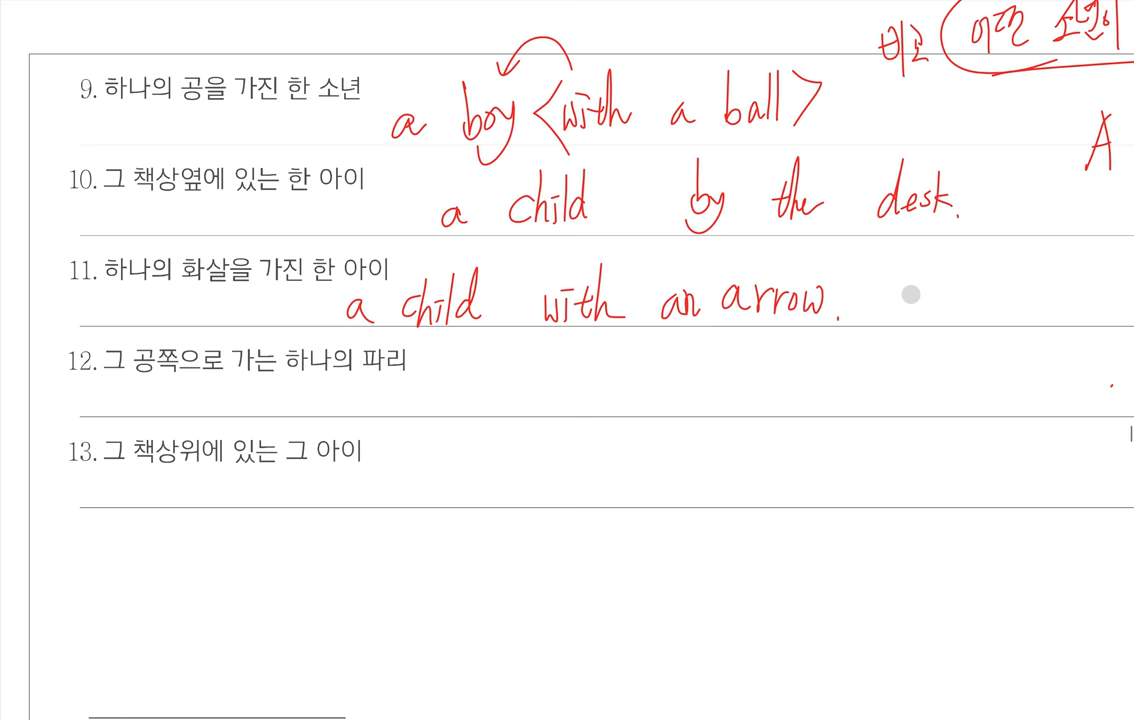 바로 어떤 소년이
9. 하나의 공을 가진 한 소년
a boy <with a ball>
A
10. 그 책상옆에 있는 한 아이
a child by the desk.
11. 하나의 화살을 가진 한 아이
a child with an arrow.
12. 그 공쪽으로 가는 하나의 파리
13. 그 책상위에 있는 그 아이